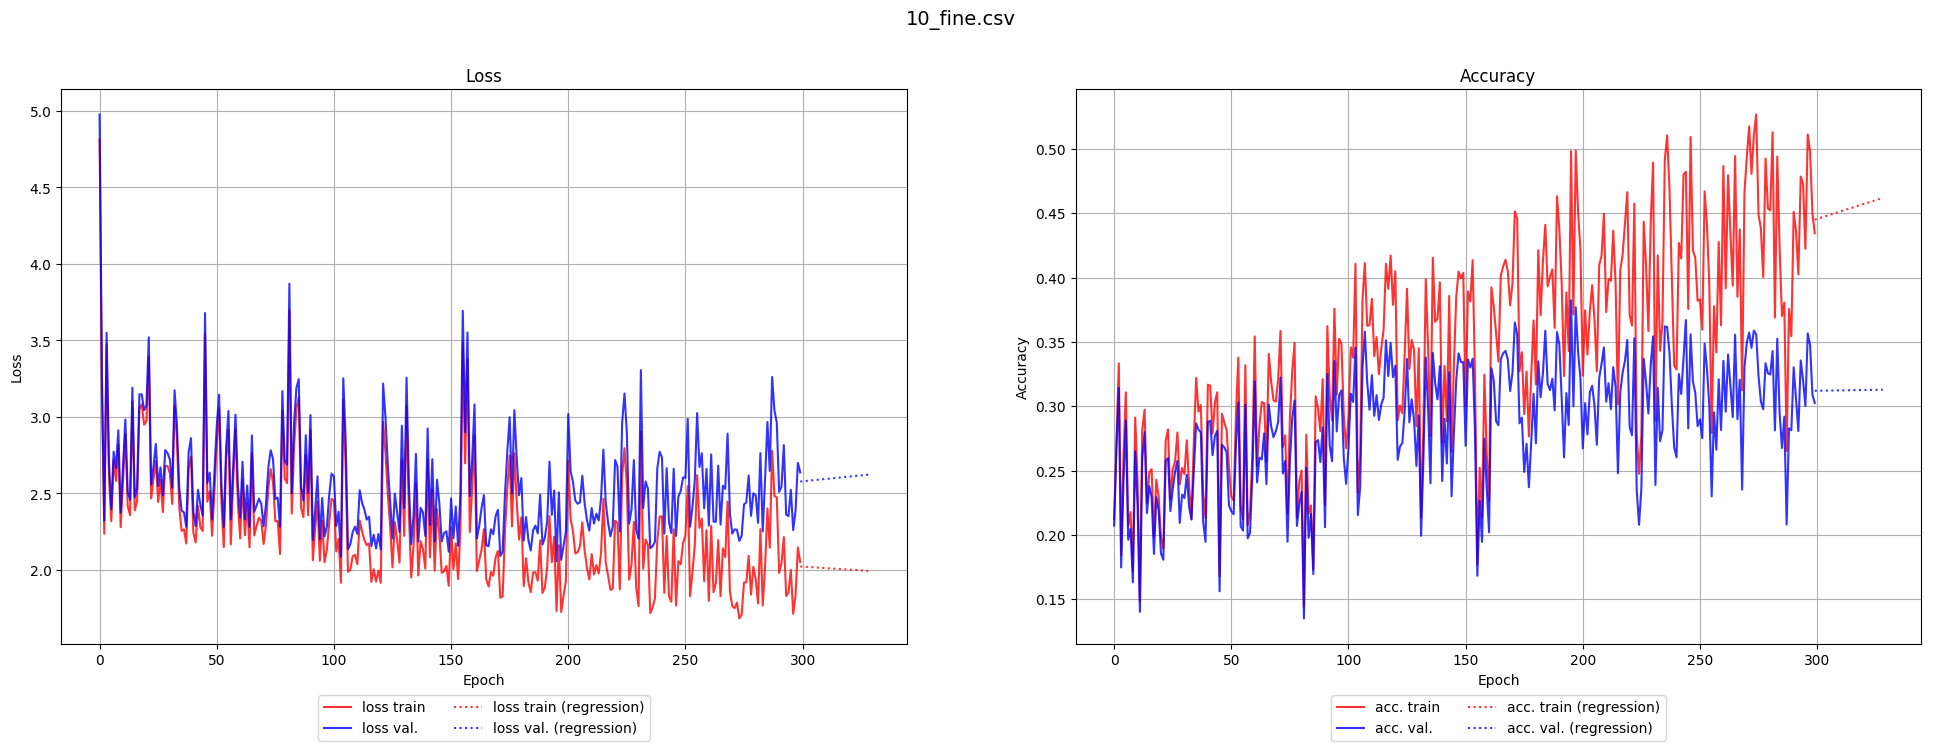 10_fine.csv
Loss
5.0
4.5
4.0
3.5
3.0
2.5
2.0
Loss
0 50 100 150 200 250 300
Epoch
loss train
loss val.
loss train (regression)
loss val. (regression)
Accuracy
0.50
0.45
0.40
0.35
0.30
0.25
0.20
0.15
Accuracy
0 50 100 150 200 250 300
Epoch
acc. train
acc. val.
acc. train (regression)
acc. val. (regression)